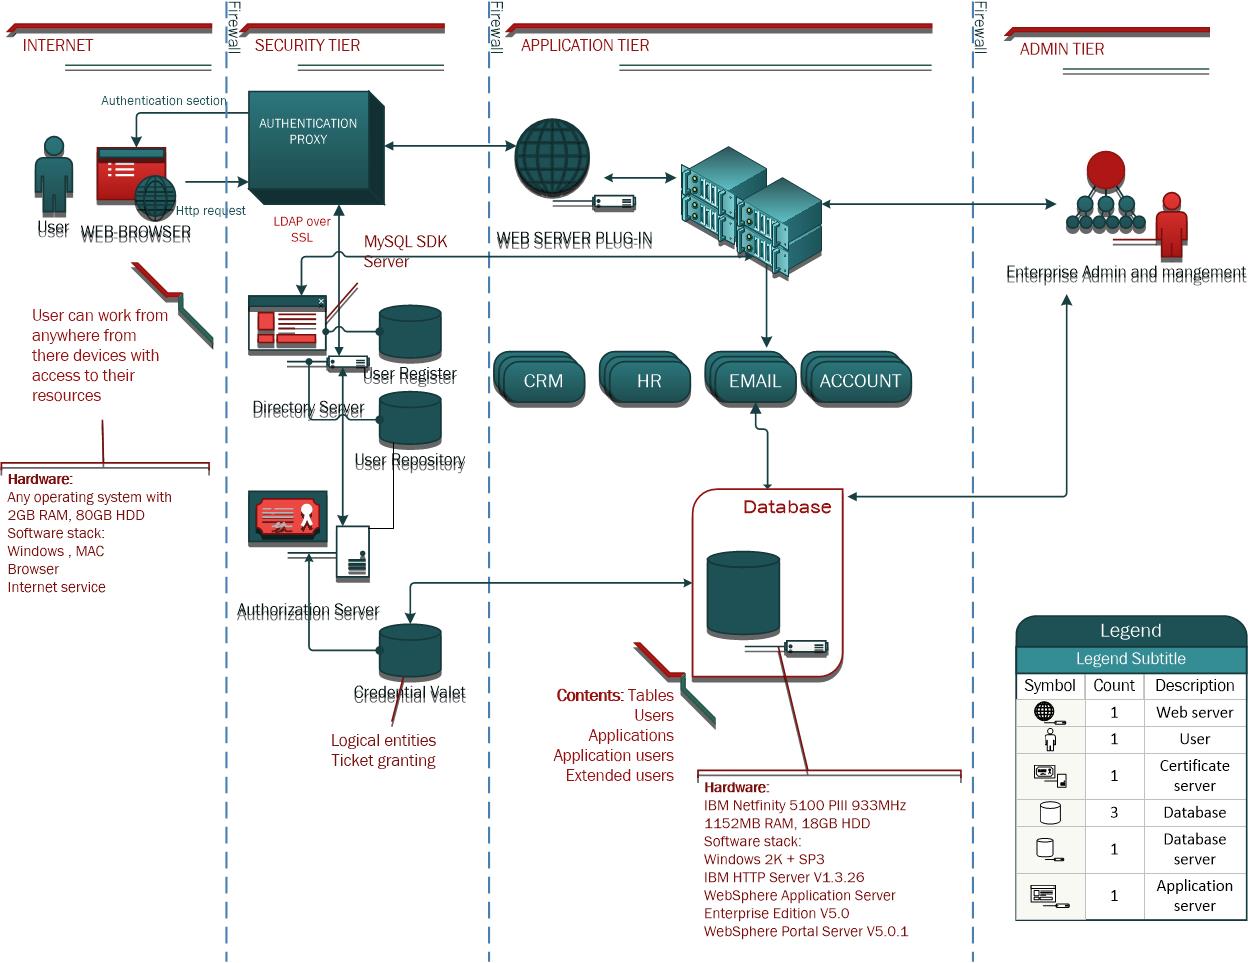 INTERNET
Firewall
SECURITY TIER
Firewall
APPLICATION TIER
Firewall
ADMIN TIER
Authentication section
AUTHENTICATION
PROXY
User
WEB-BROWSER
Http request
LDAP over
SSL
MySQL SDK
Server
WEB SERVER PLUG-IN
Enterprise Admin and mangement
User can work from
anywhere from
there devices with
access to their
resources
User Register
Directory Server
User Repository
CRM
HR
EMAIL
ACCOUNT
Hardware:
Any operating system with
2GB RAM, 80GB HDD
Software stack:
Windows , MAC
Browser
Internet service
Database
Authorization Server
Credential Valet
Logical entities
Ticket granting
Contents: Tables
Users
Applications
Application users
Extended users
Hardware:
IBM Netfinity 5100 PIII 933MHz
1152MB RAM, 18GB HDD
Software stack:
Windows 2K + SP3
IBM HTTP Server V1.3.26
WebSphere Application Server
Enterprise Edition V5.0
WebSphere Portal Server V5.0.1
Legend
Legend Subtitle
Symbol Count Description
1 Web server
1 User
1 Certificate
server
3 Database
1 Database
server
1 Application
server